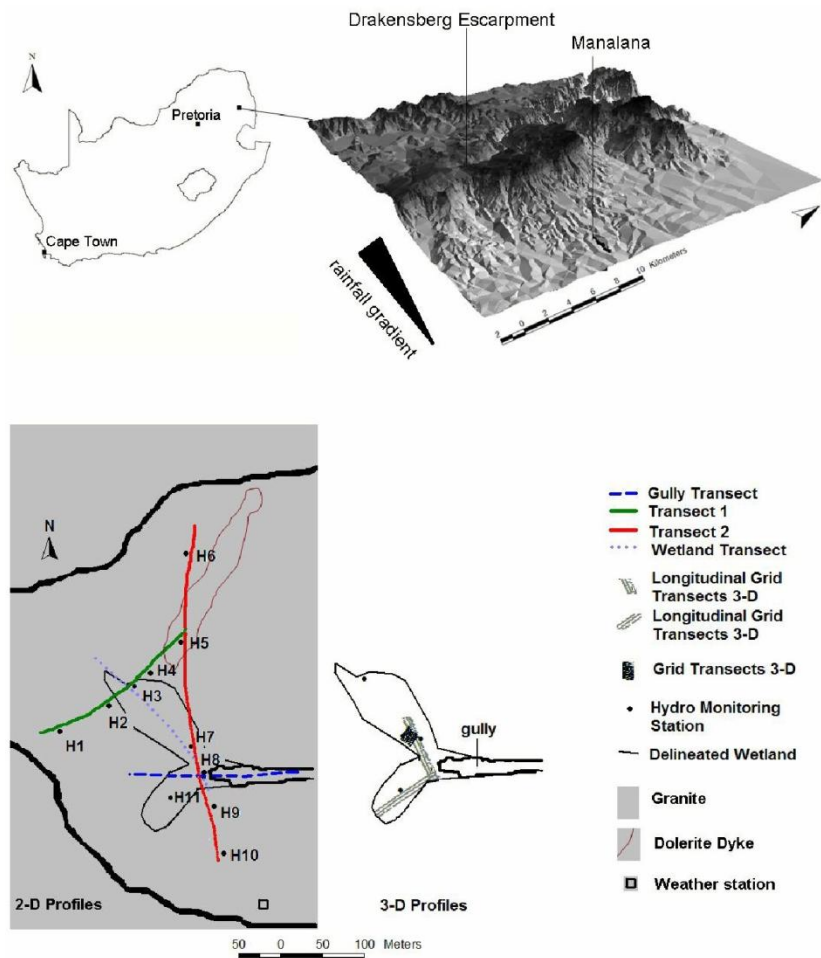 Drakensberg Escarpment
Manalana
N
Pretoria
Cape Town
rainfall gradient
2 0 2 4 6 8 10 Kilometers
N
H6
H5
H4
H3
H2
H1
H7
H8
H11
H9
H10
2-D Profiles
gully
3-D Profiles
50 0 50 100 Meters
Gully Transect
Transect 1
Transect 2
Wetland Transect
Longitudinal Grid
Transects 3-D
Longitudinal Grid
Transects 3-D
Grid Transects 3-D
Hydro Monitoring
Station
Delineated Wetland
Granite
Dolerite Dyke
Weather station